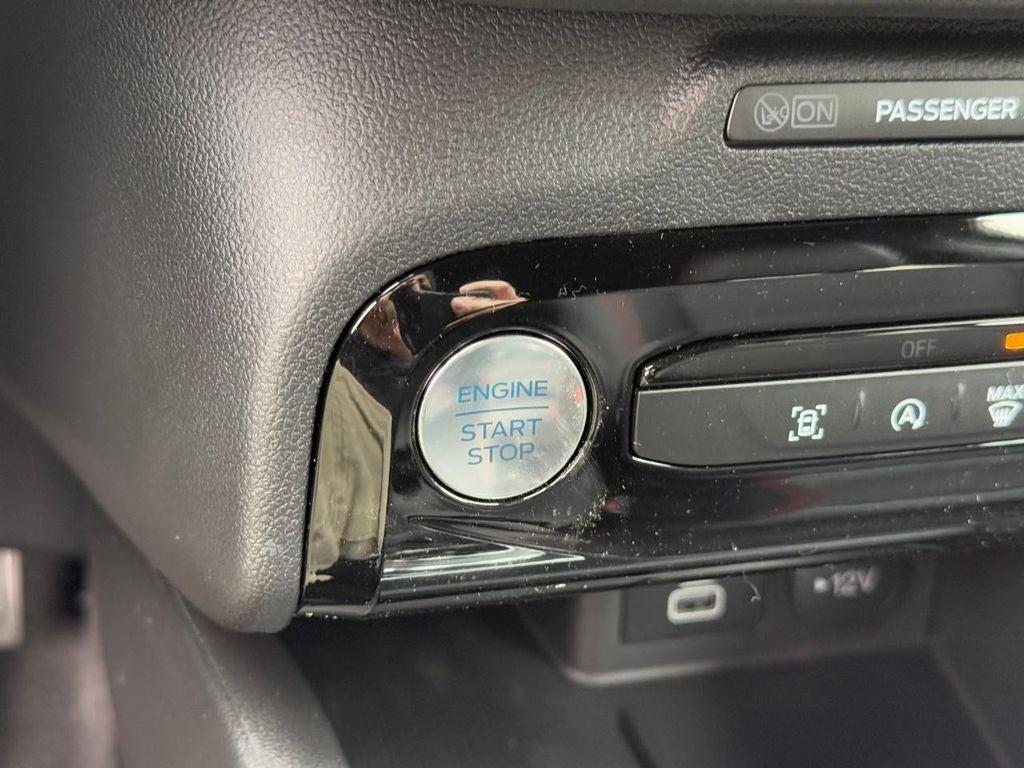 ON PASSENGER
ENGINE
START
STOP
OFF
A
MAX
12V